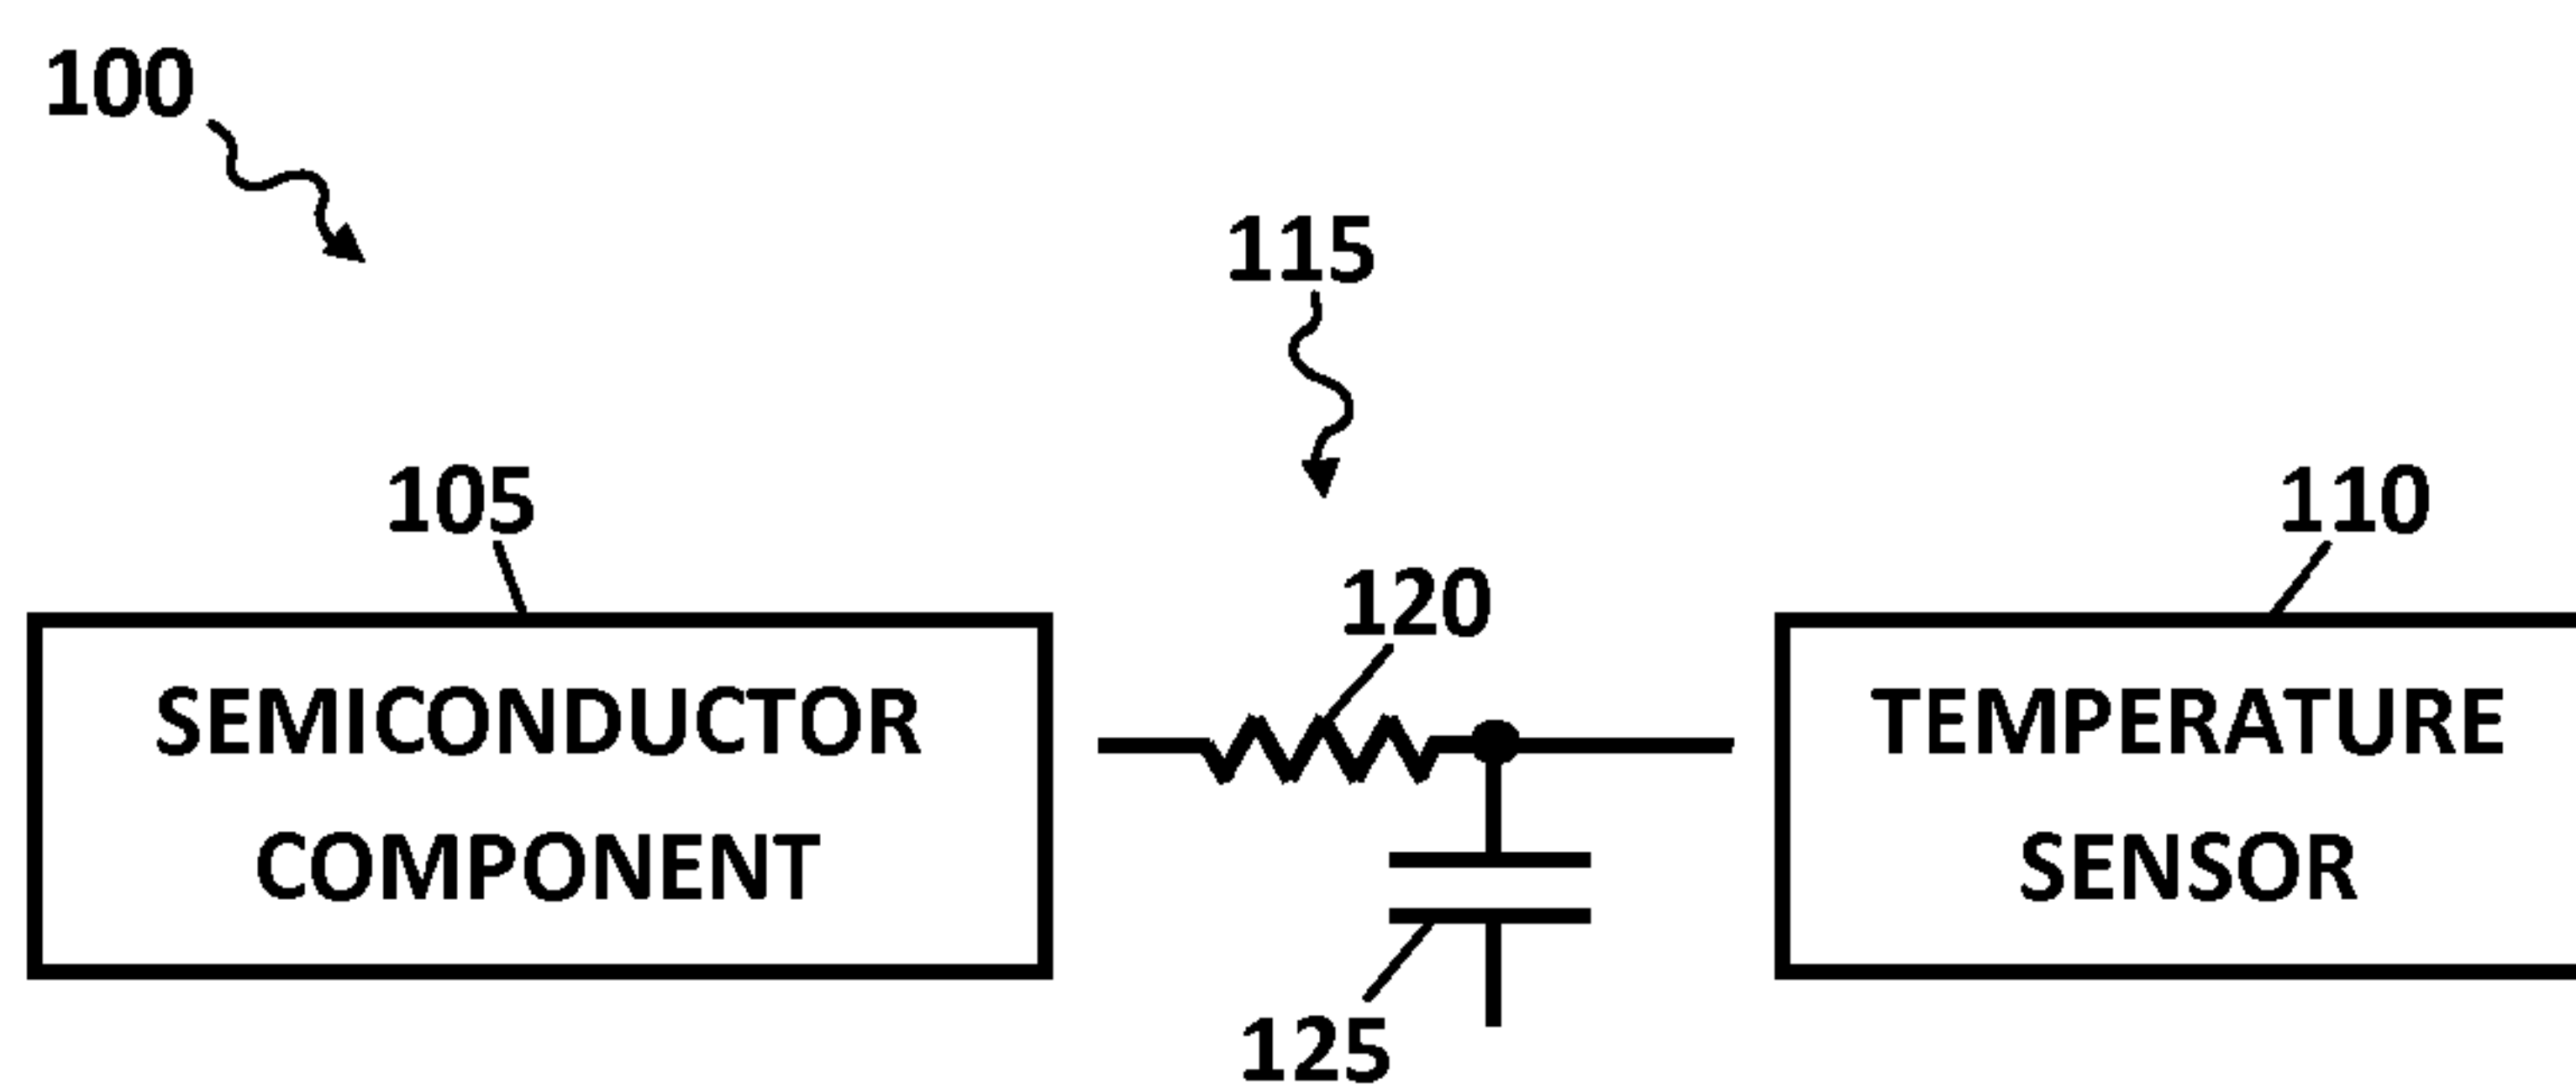 100
115
105
110
120
SEMICONDUCTOR
COMPONENT
TEMPERATURE
SENSOR
125